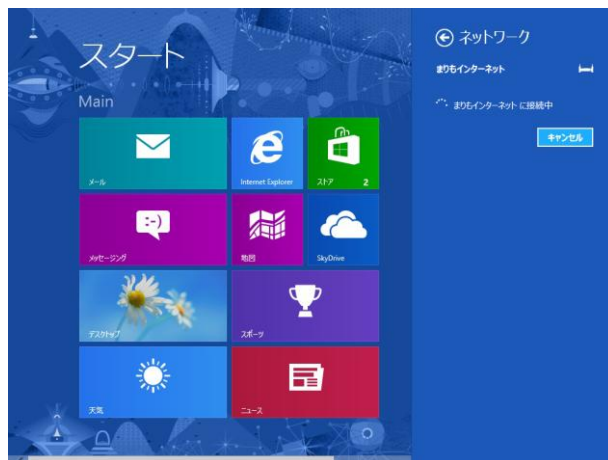 スタート
Main
メール
Internet Explorer
ストア 2
メッセージング
:-)
地図
SkyDrive
デスクトップ
スポーツ
天気
ニュース
ネットワーク
まりもインターネット
まりもインターネット に接続中
キャンセル